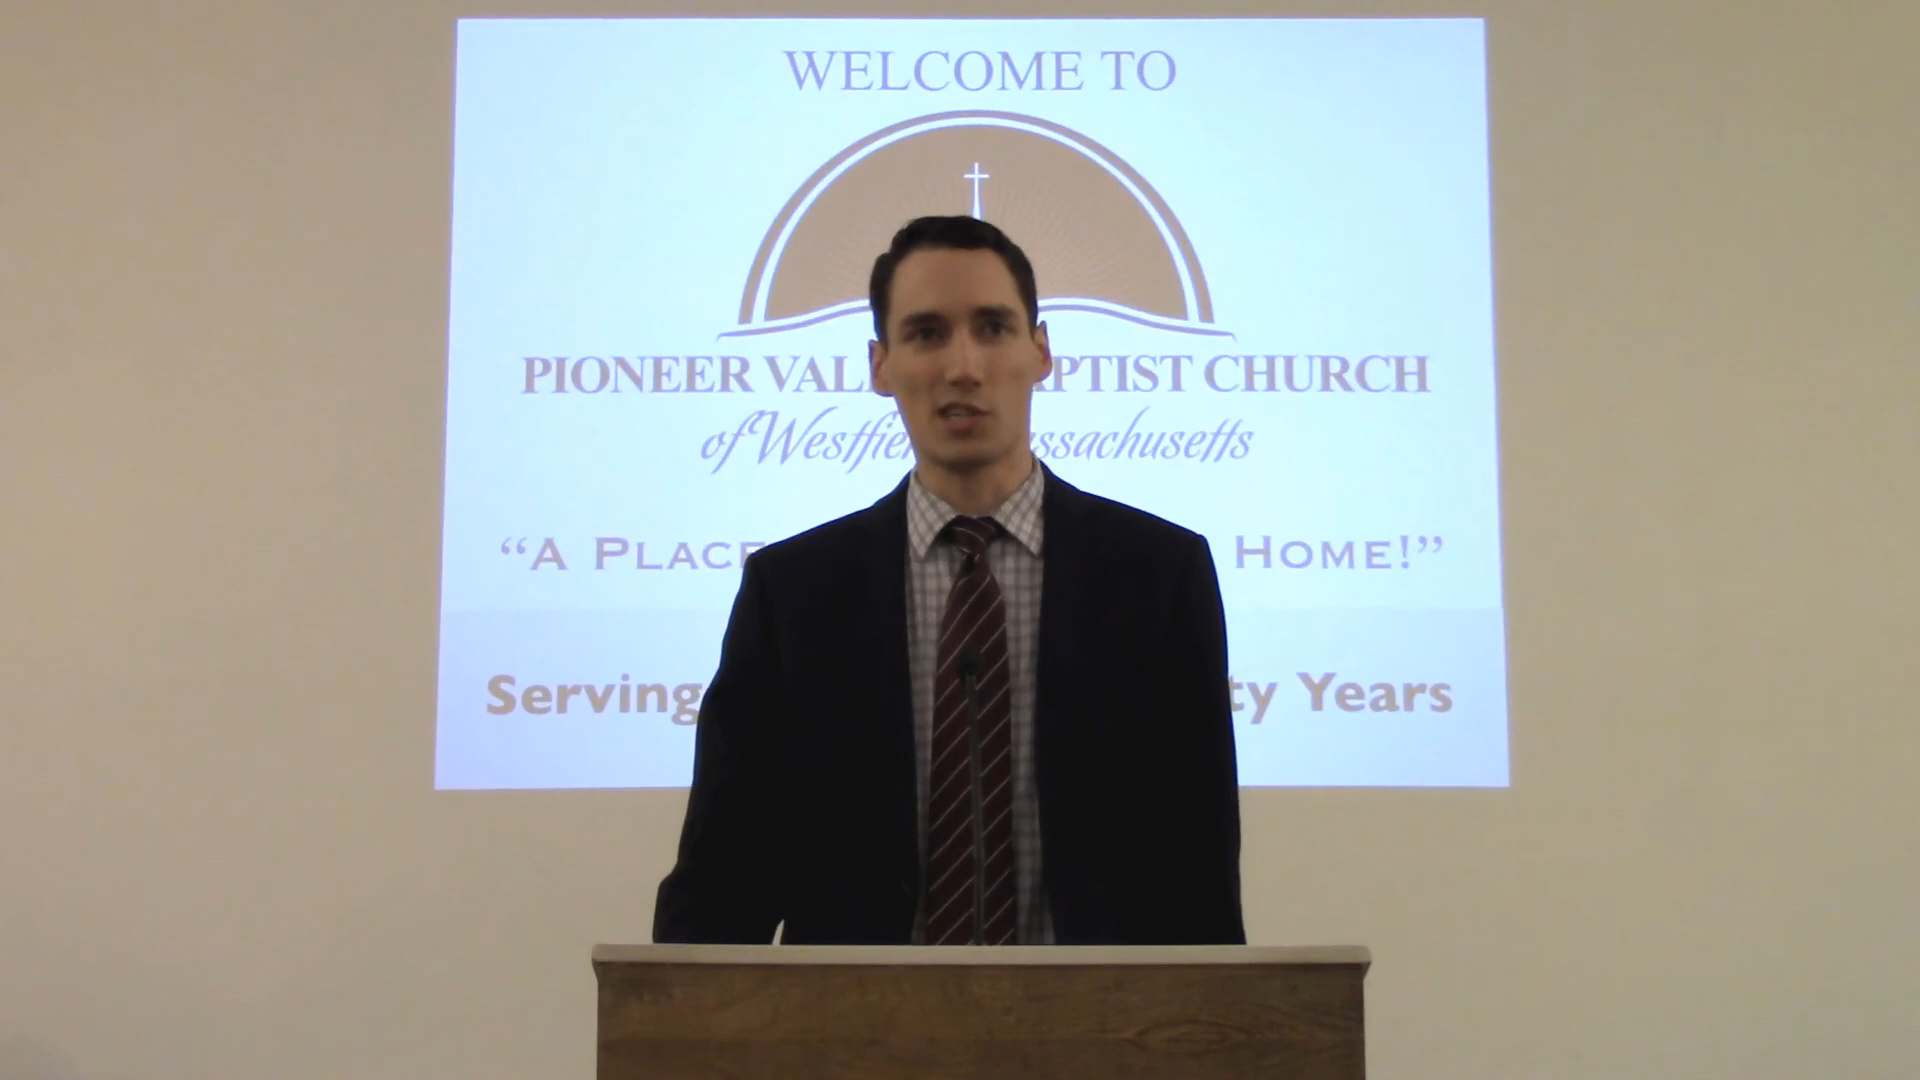 WELCOME TO
PIONEER VAL APTIST CHURCH
of Westfie ssachusetts
“A PLACE HOME!”
Serving ty Years